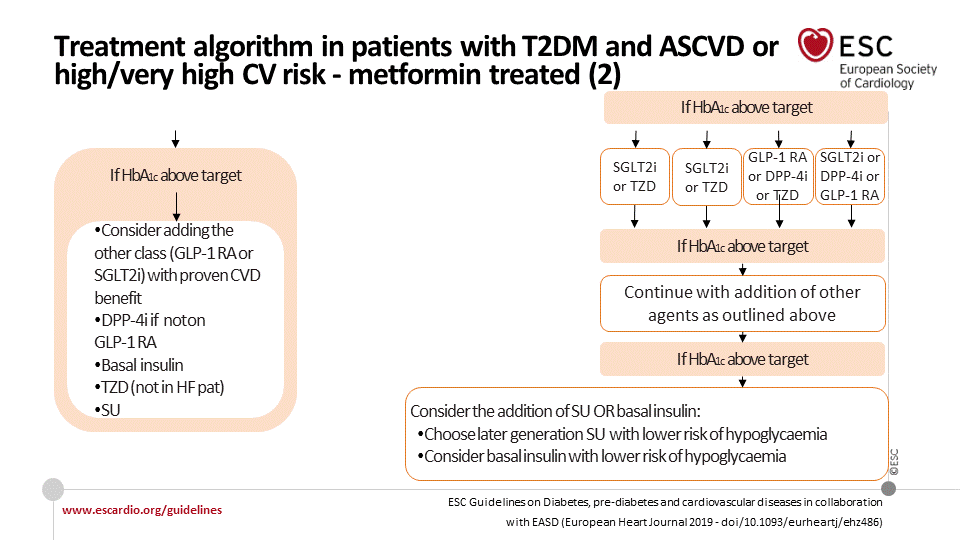 Treatment algorithm in patients with T2DM and ASCVD or
high/very high CV risk - metformin treated (2)
ESC
European Society
of Cardiology
If HbA1c above target
•Consider adding the
other class (GLP-1 RA or
SGLT2i) with proven CVD
benefit
•DPP-4i if not on
GLP-1 RA
•Basal insulin
•TZD (not in HF pat)
•SU
If HbA1c above target
SGLT2i
or TZD
SGLT2i
or TZD
GLP-1 RA
or DPP-4i
or TZD
SGLT2i or
DPP-4i or
GLP-1 RA
If HbA1c above target
Continue with addition of other
agents as outlined above
If HbA1c above target
Consider the addition of SU OR basal insulin:
•Choose later generation SU with lower risk of hypoglycaemia
•Consider basal insulin with lower risk of hypoglycaemia
©ESC
www.escardio.org/guidelines
ESC Guidelines on Diabetes, pre-diabetes and cardiovascular diseases in collaboration
with EASD (European Heart Journal 2019 - doi/10.1093/eurheartj/ehz486)